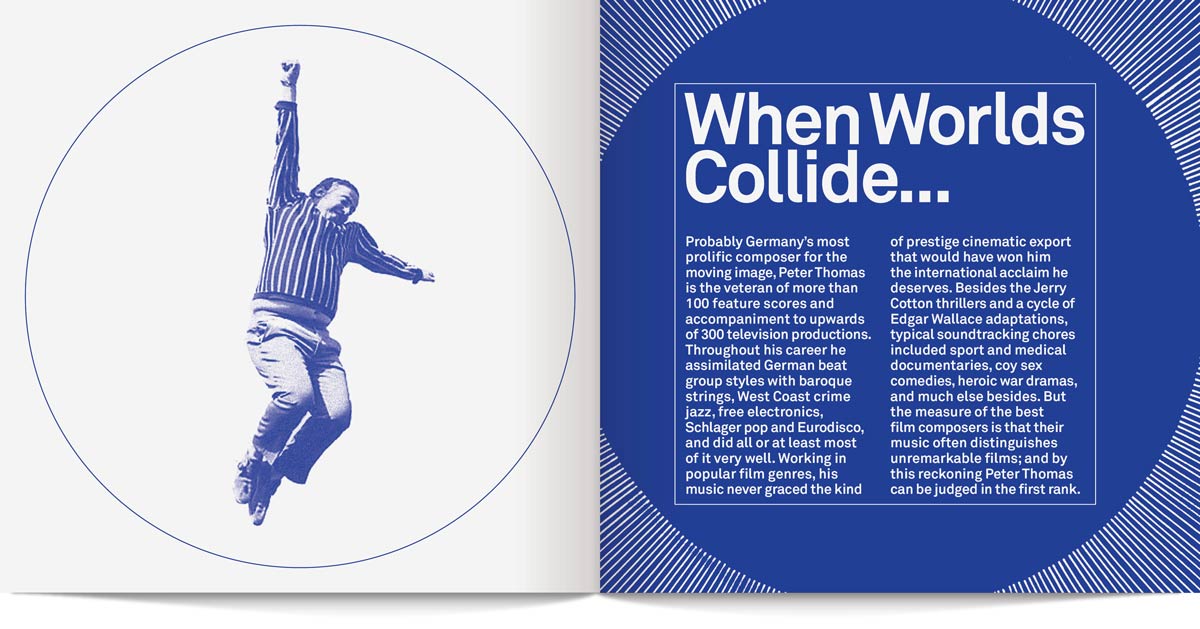 When Worlds
Collide...
Probably Germany's most
prolific composer for the
moving image, Peter Thomas
is the veteran of more than
100 feature scores and
accompaniment to upwards
of 300 television productions.
Throughout his career he
assimilated German beat
group styles with baroque
strings, West Coast crime
jazz, free electronics,
Schlager pop and Eurodisco,
and did all or at least most
of it very well. Working in
popular film genres, his
music never graced the kind
of prestige cinematic export
that would have won him
the international acclaim he
deserves. Besides the Jerry
Cotton thrillers and a cycle of
Edgar Wallace adaptations,
typical soundtracking chores
included sport and medical
documentaries, coy sex
comedies, heroic war dramas,
and much else besides. But
the measure of the best
film composers is that their
music often distinguishes
unremarkable films; and by
this reckoning Peter Thomas
can be judged in the first rank.